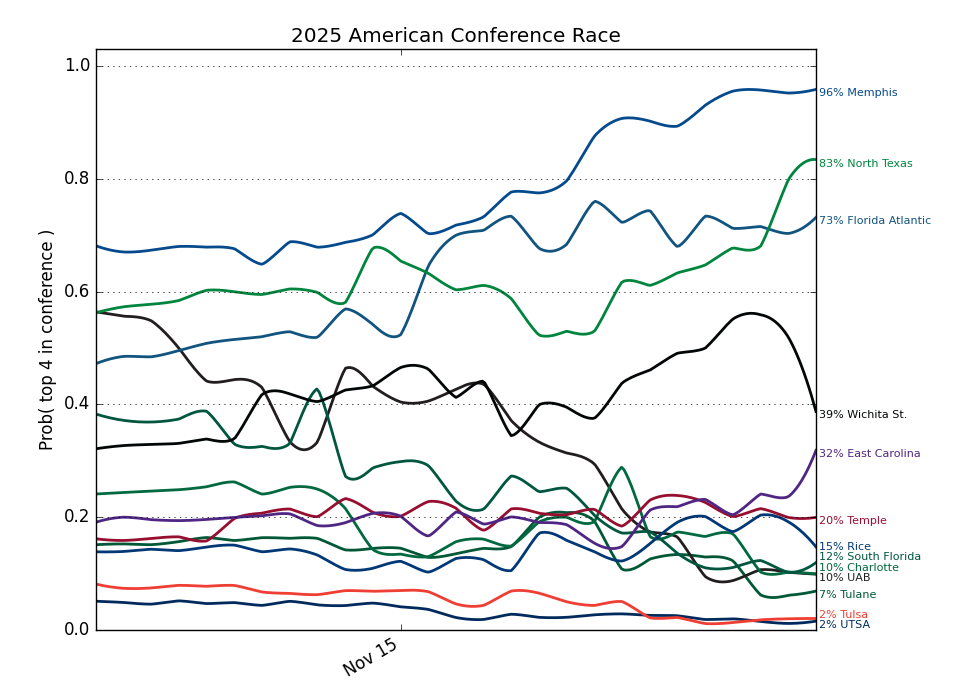 2025 American Conference Race
Prob( top 4 in conference )
1.0
0.8
0.6
0.4
0.2
0.0
Nov 15
96% Memphis
83% North Texas
73% Florida Atlantic
39% Wichita St.
32% East Carolina
20% Temple
15% Rice
12% South Florida
10% Charlotte
10% UAB
7% Tulane
2% Tulsa
2% UTSA